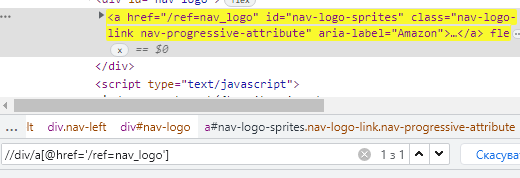 <div id="nav-logo"> flex
▶<a href="/ref=nav_logo" id="nav-logo-sprites" class="nav-logo-
link nav-progressive-attribute" aria-label="Amazon">…</a> fle
x == $0
</div>
<script type="text/javascript">
... lt div.nav-left div#nav-logo a#nav-logo-sprites.nav-logo-link.nav-progressive-attribute
//div/a[@href='/ref=nav_logo'] 1 з 1 Скасуват